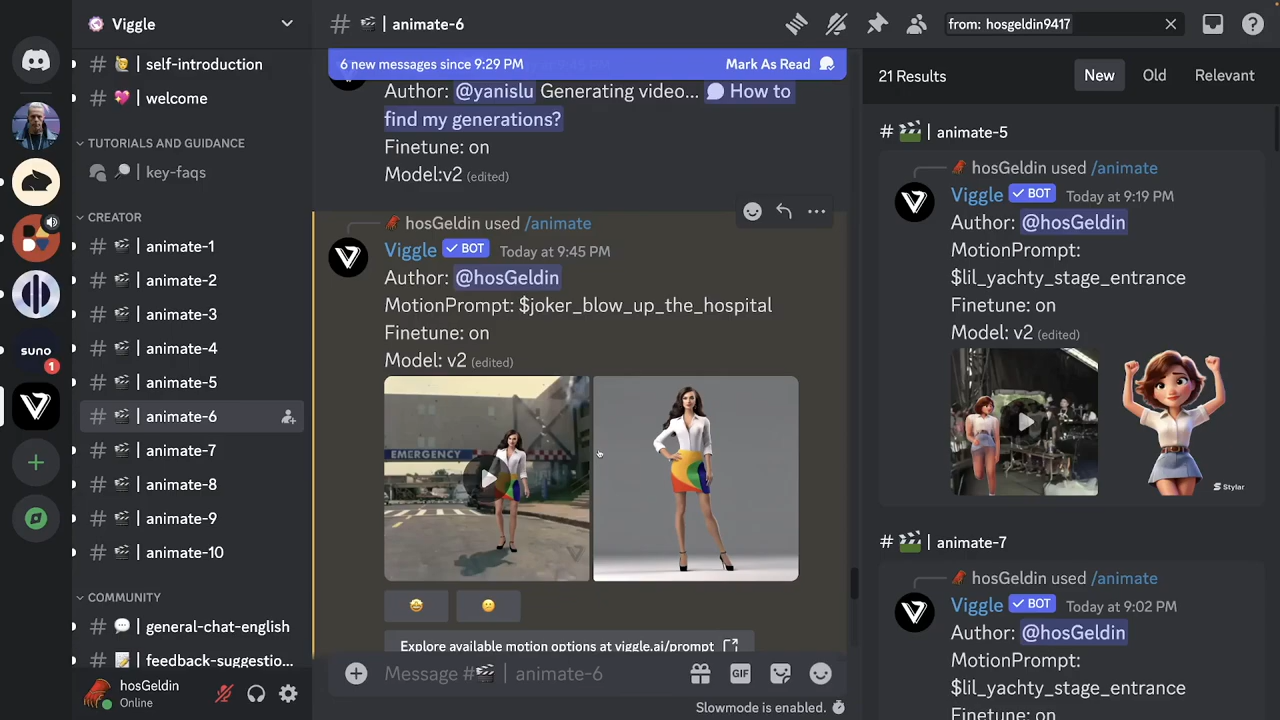 Viggle
# | animate-6
from: hosgeldin9417
# | self-introduction
# | welcome
TUTORIALS AND GUIDANCE
| key-faqs
CREATOR
# | animate-1
# | animate-2
# | animate-3
# | animate-4
# | animate-5
# | animate-6
# | animate-7
# | animate-8
# | animate-9
# | animate-10
COMMUNITY
# | general-chat-english
# | feedback-suggestio...
hosGeldin
Online
suno
1
6 new messages since 9:29 PM
Mark As Read
Author: @yanislu Generating video... How to
find my generations?
Finetune: on
Model:v2 (edited)
hosGeldin used /animate
Viggle BOT Today at 9:45 PM
Author: @hosGeldin
MotionPrompt: $joker_blow_up_the_hospital
Finetune: on
Model: v2 (edited)
EMERGENCY
Explore available motion options at viggle.ai/prompt
Message # | animate-6
GIF
Slowmode is enabled.
21 Results
New
Old
Relevant
# | animate-5
hosGeldin used /animate
Viggle BOT Today at 9:19 PM
Author: @hosGeldin
MotionPrompt:
$lil_yachty_stage_entrance
Finetune: on
Model: v2 (edited)
Stylar
# | animate-7
hosGeldin used /animate
Viggle BOT Today at 9:02 PM
Author: @hosGeldin
MotionPrompt:
$lil_yachty_stage_entrance
Finetune: on